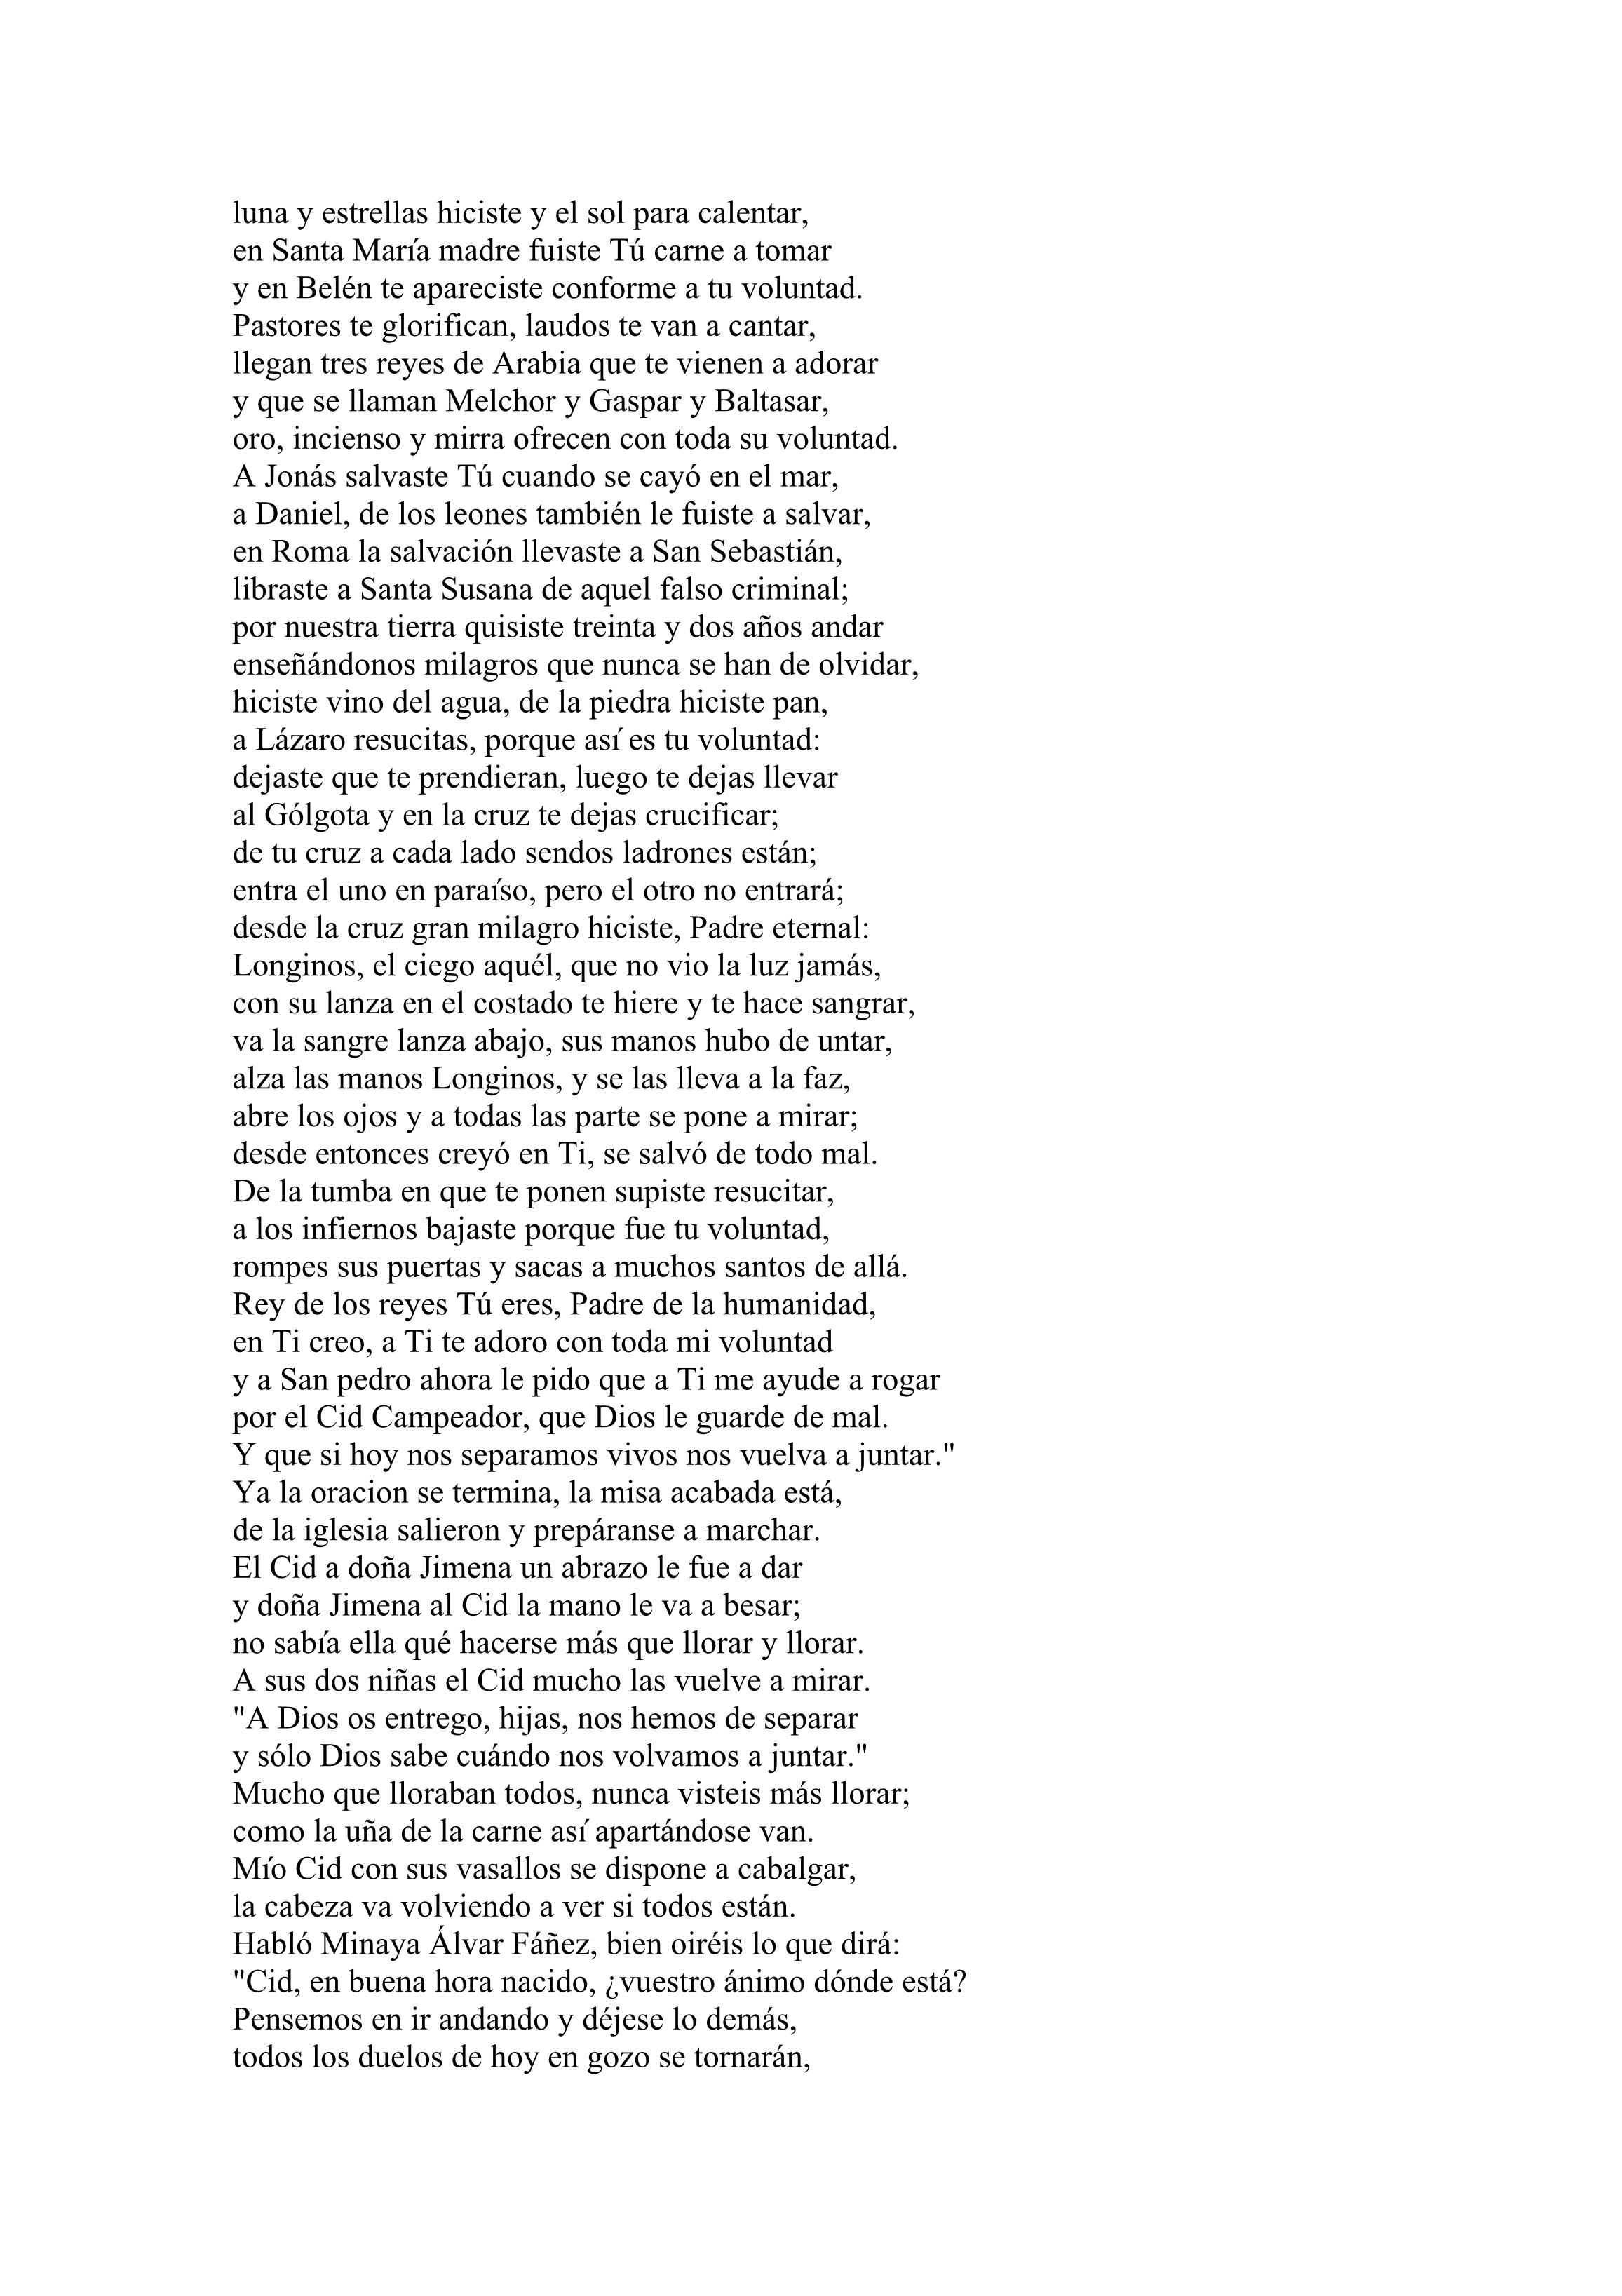 luna y estrellas hiciste y el sol para calentar,
en Santa María madre fuiste Tú carne a tomar
y en Belén te apareciste conforme a tu voluntad.
Pastores te glorifican, laudos te van a cantar,
llegan tres reyes de Arabia que te vienen a adorar
y que se llaman Melchor y Gaspar y Baltasar,
oro, incienso y mirra ofrecen con toda su voluntad.
A Jonás salvaste Tú cuando se cayó en el mar,
a Daniel, de los leones también le fuiste a salvar,
en Roma la salvación llevaste a San Sebastián,
libraste a Santa Susana de aquel falso criminal;
por nuestra tierra quisiste treinta y dos años andar
enseñándonos milagros que nunca se han de olvidar,
hiciste vino del agua, de la piedra hiciste pan,
a Lázaro resucitas, porque así es tu voluntad:
dejaste que te prendieran, luego te dejas llevar
al Gólgota y en la cruz te dejas crucificar;
de tu cruz a cada lado sendos ladrones están;
entra el uno en paraíso, pero el otro no entrará;
desde la cruz gran milagro hiciste, Padre eternal:
Longinos, el ciego aquél, que no vio la luz jamás,
con su lanza en el costado te hiere y te hace sangrar,
va la sangre lanza abajo, sus manos hubo de untar,
alza las manos Longinos, y se las lleva a la faz,
abre los ojos y a todas las parte se pone a mirar;
desde entonces creyó en Ti, se salvó de todo mal.
De la tumba en que te ponen supiste resucitar,
a los infiernos bajaste porque fue tu voluntad,
rompes sus puertas y sacas a muchos santos de allá.
Rey de los reyes Tú eres, Padre de la humanidad,
en Ti creo, a Ti te adoro con toda mi voluntad
y a San pedro ahora le pido que a Ti me ayude a rogar
por el Cid Campeador, que Dios le guarde de mal.
Y que si hoy nos separamos vivos nos vuelva a juntar."
Ya la oracion se termina, la misa acabada está,
de la iglesia salieron y prepáranse a marchar.
El Cid a doña Jimena un abrazo le fue a dar
y doña Jimena al Cid la mano le va a besar;
no sabía ella qué hacerse más que llorar y llorar.
A sus dos niñas el Cid mucho las vuelve a mirar.
"A Dios os entrego, hijas, nos hemos de separar
y sólo Dios sabe cuándo nos volvamos a juntar."
Mucho que lloraban todos, nunca visteis más llorar;
como la uña de la carne así apartándose van.
Mío Cid con sus vasallos se dispone a cabalgar,
la cabeza va volviendo a ver si todos están.
Habló Minaya Álvar Fáñez, bien oiréis lo que dirá:
"Cid, en buena hora nacido, ¿vuestro ánimo dónde está?
Pensemos en ir andando y déjese lo demás,
todos los duelos de hoy en gozo se tornarán,